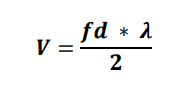 V = fd * λ / 2